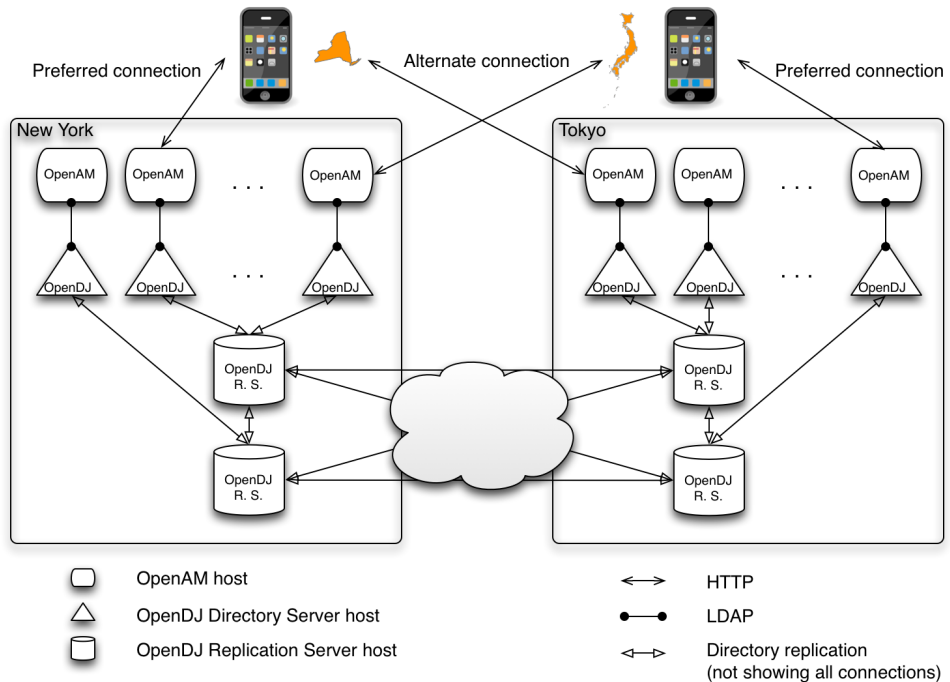 Preferred connection
Alternate connection
Preferred connection
New York
OpenAM
OpenAM
. . .
OpenAM
OpenDJ
OpenDJ
. . .
OpenDJ
OpenDJ
R. S.
OpenDJ
R. S.
Tokyo
OpenAM
OpenAM
. . .
OpenAM
OpenDJ
OpenDJ
. . .
OpenDJ
OpenDJ
R. S.
OpenDJ
R. S.
OpenAM host
OpenDJ Directory Server host
OpenDJ Replication Server host
HTTP
LDAP
Directory replication
(not showing all connections)